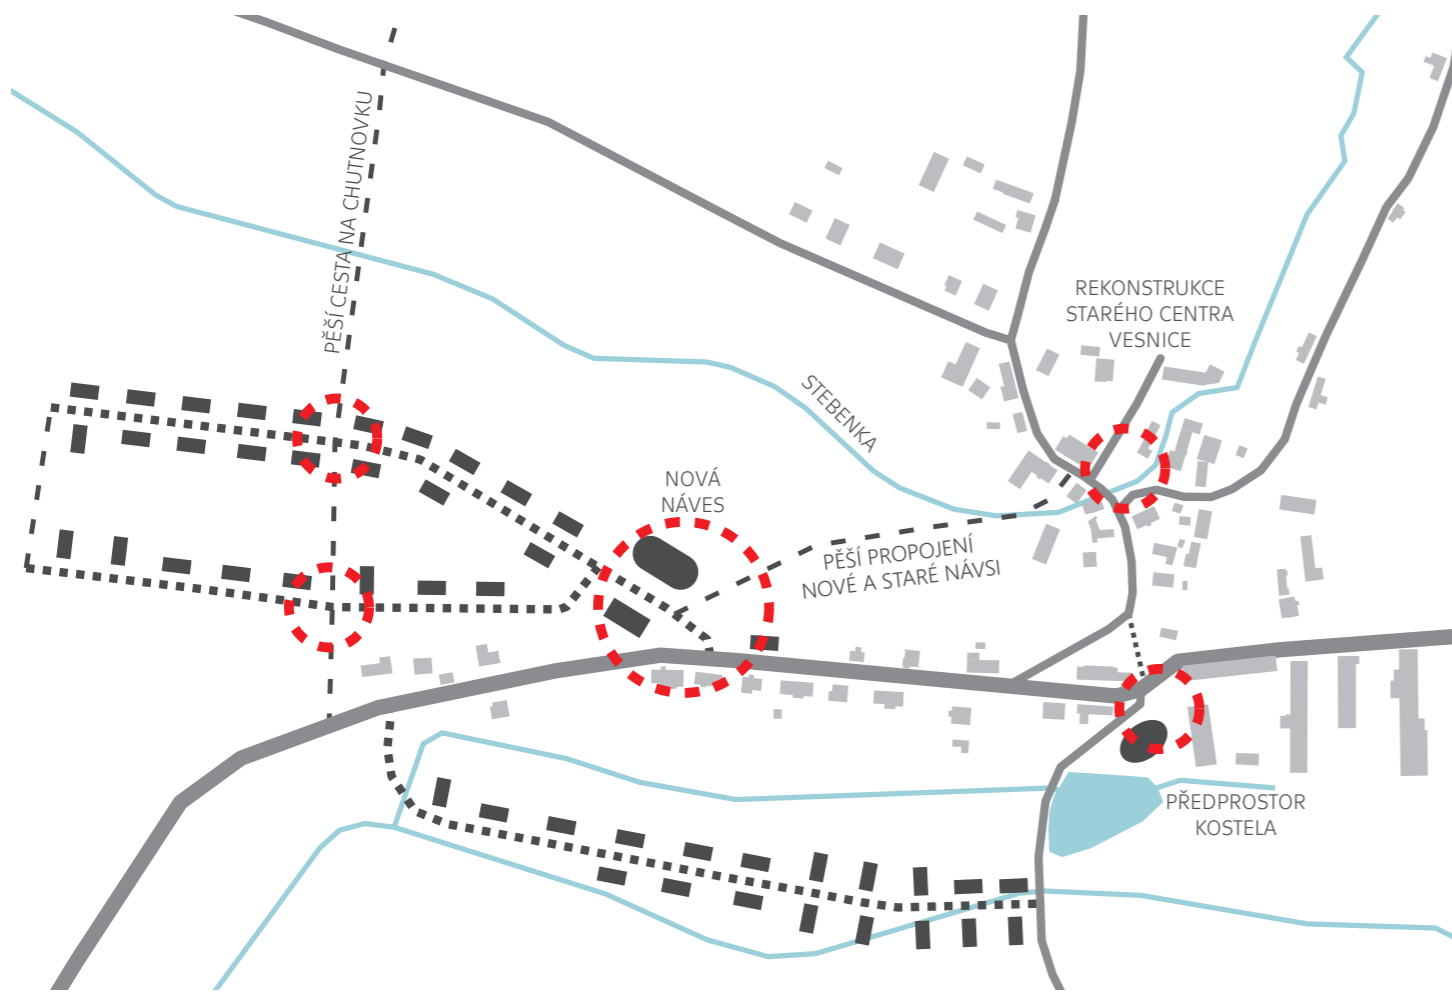 PĚŠÍ CESTA NA CHUTNOVKU
REKONSTRUKCE
STARÉHO CENTRA
VESNICE
STEBENKA
NOVÁ
NÁVES
PĚŠÍ PROPOJENÍ
NOVÉ A STARÉ NÁVSI
PŘEDPROSTOR
KOSTELA